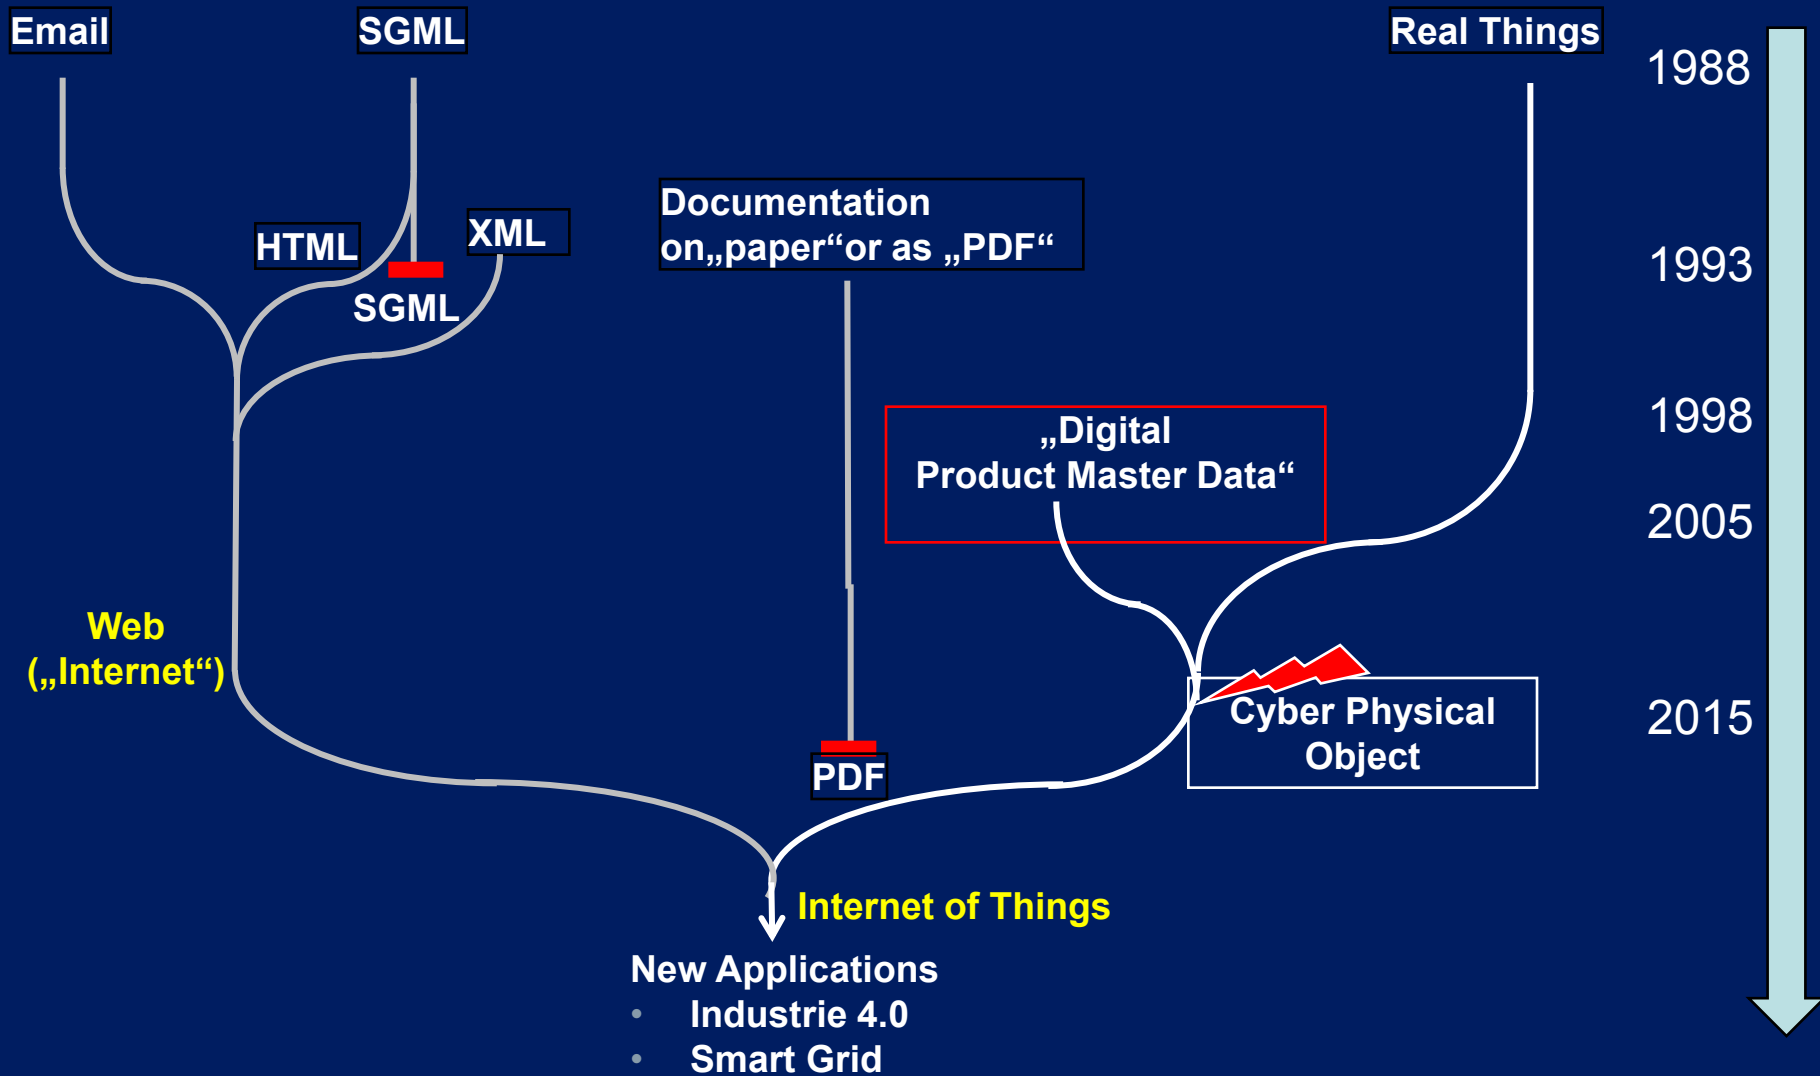 Email
SGML
Real Things
1988
Documentation
on„paper“or as „PDF“
HTML
XML
1993
SGML
1998
„Digital
Product Master Data“
2005
Web
(„Internet“)
Cyber Physical
Object
2015
PDF
Internet of Things
New Applications
• Industrie 4.0
• Smart Grid